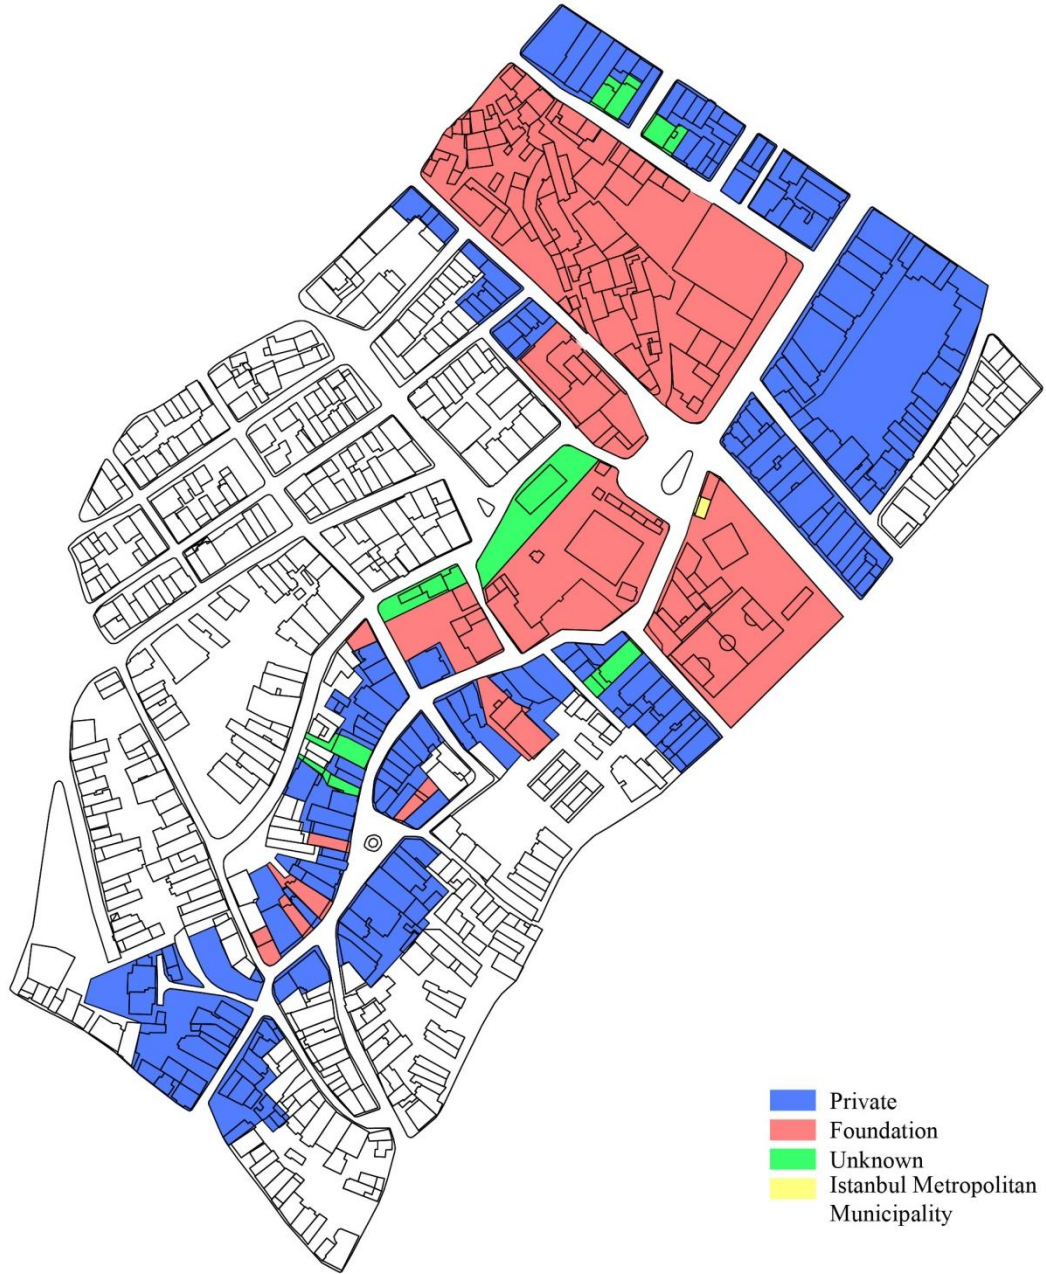 Private
Foundation
Unknown
Istanbul Metropolitan
Municipality